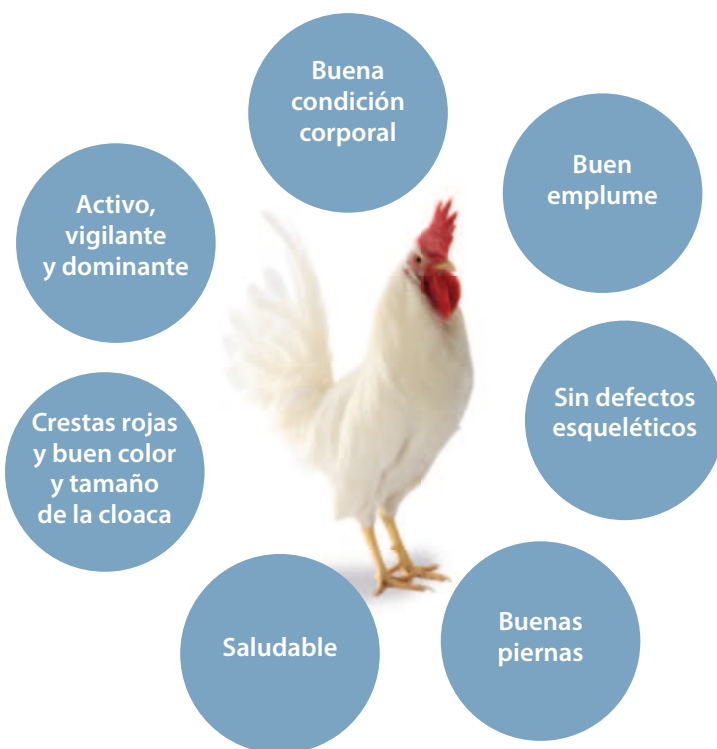 Buena
condición
corporal
Buen
emplume
Activo,
vigilante
y dominante
Sin defectos
esqueléticos
Crestas rojas
y buen color
y tamaño
de la cloaca
Buenas
piernas
Saludable